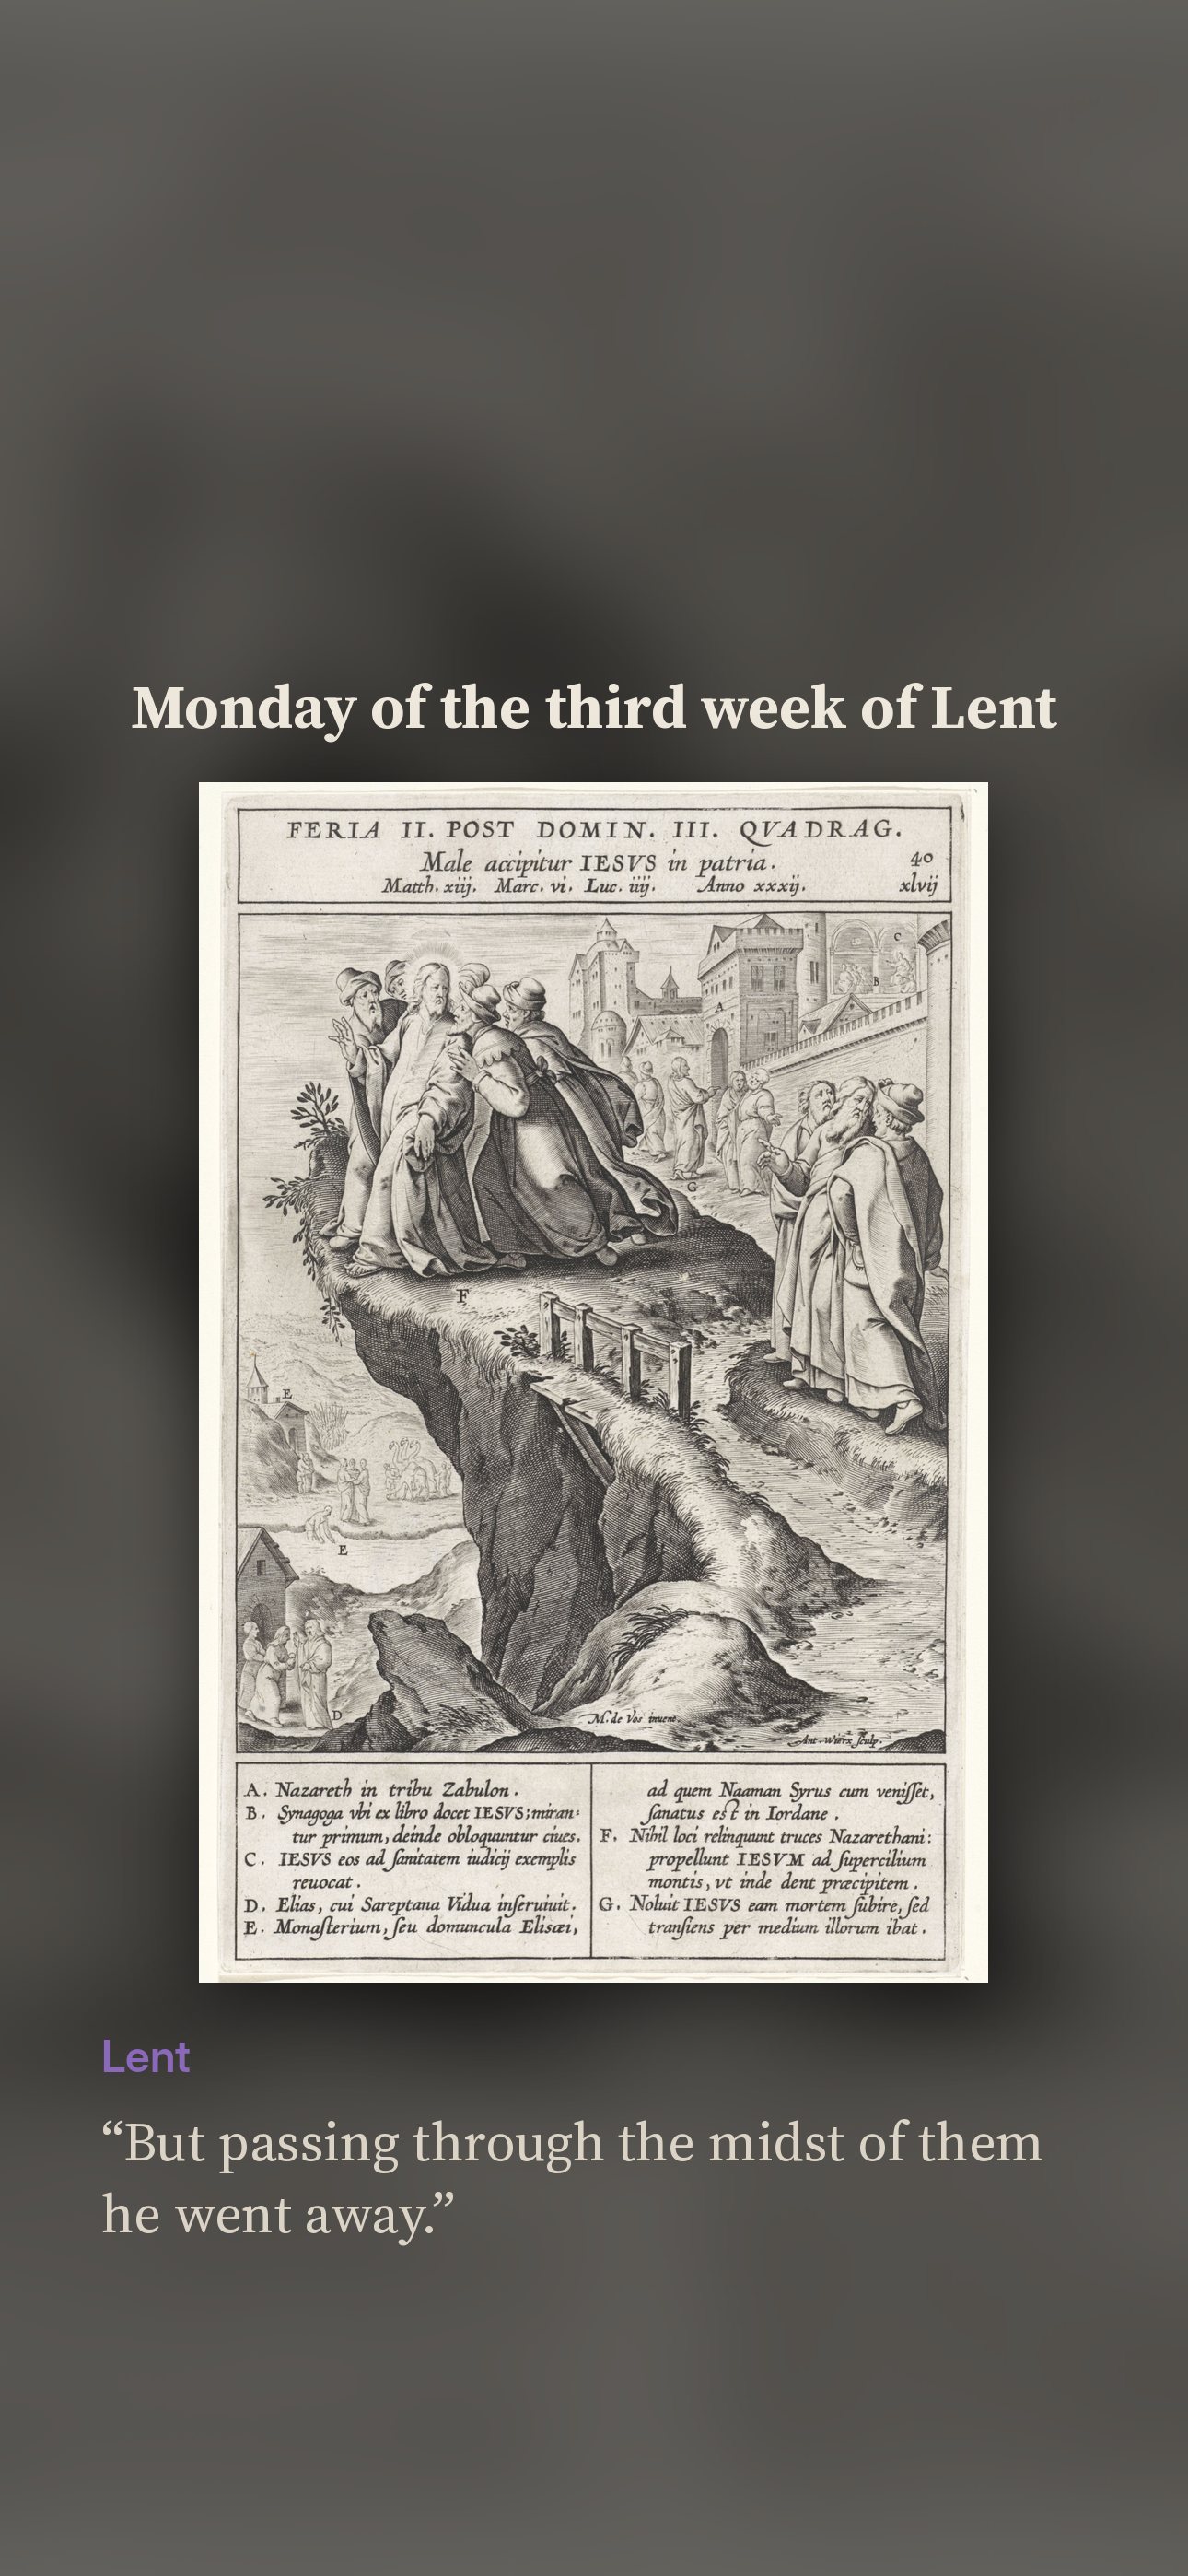 Monday of the third week of Lent
FERIA II. POST DOMIN. III. QVADRAG.
Male accipitur IESVS in patria.
40
Matth. xiij. Marc. vi. Luc. iiij. Anno xxxij.
xlvij
C
B
A
G
F
E
E
D
M. de Vos inuent.
Ant. Wierx sculp.
A. Nazareth in tribu Zabulon.
B. Synagoga vbi ex libro docet IESVS; miran:
tur primum, deinde obloquuntur ciues.
C. IESVS eos ad ſanitatem iudicij exemplis
reuocat.
D. Elias, cui Sareptana Vidua inſeruiuit.
E. Monaſterium, ſeu domuncula Eliſæi,
ad quem Naaman Syrus cum veniſſet,
ſanatus eſt in Iordane.
F. Nihil loci relinquunt truces Nazarethani:
propellunt IESVM ad ſupercilium
montis, vt inde dent præcipitem.
G. Noluit IESVS eam mortem ſubire, ſed
tranſiens per medium illorum ibat.
Lent
“But passing through the midst of them
he went away.”